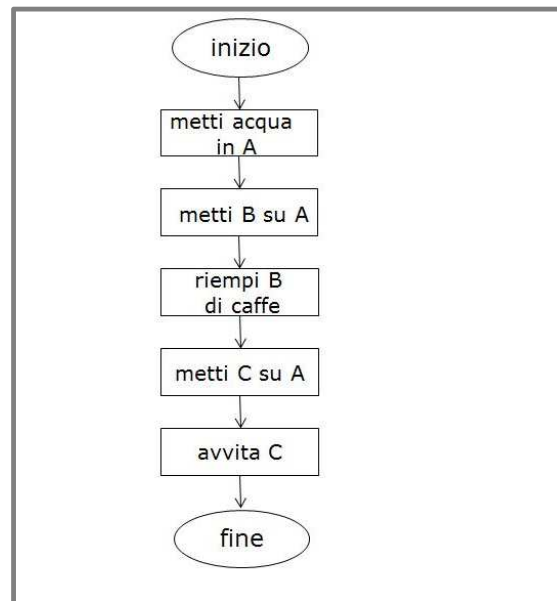 inizio
metti acqua
in A
metti B su A
riempi B
di caffe
metti C su A
avvita C
fine